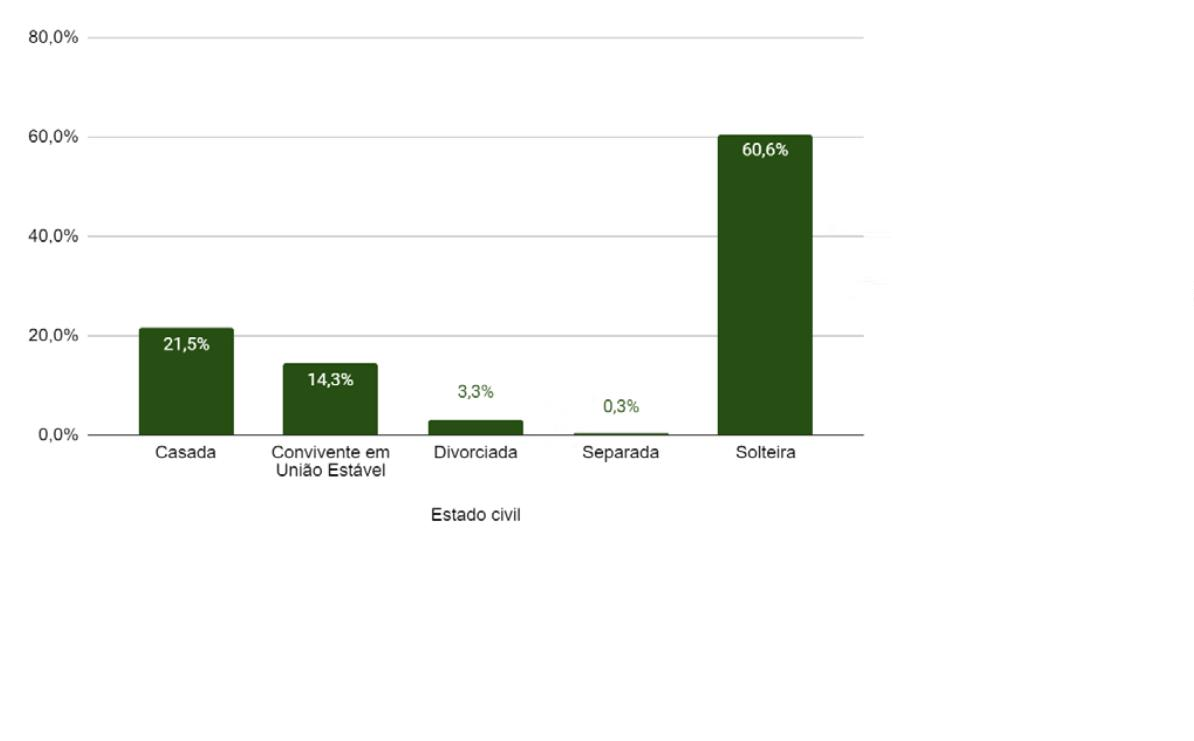 80,0%
60,0%
60,6%
40,0%
20,0%
21,5%
14,3%
3,3%
0,3%
0,0%
Casada
Convivente em
União Estável
Divorciada
Separada
Solteira
Estado civil